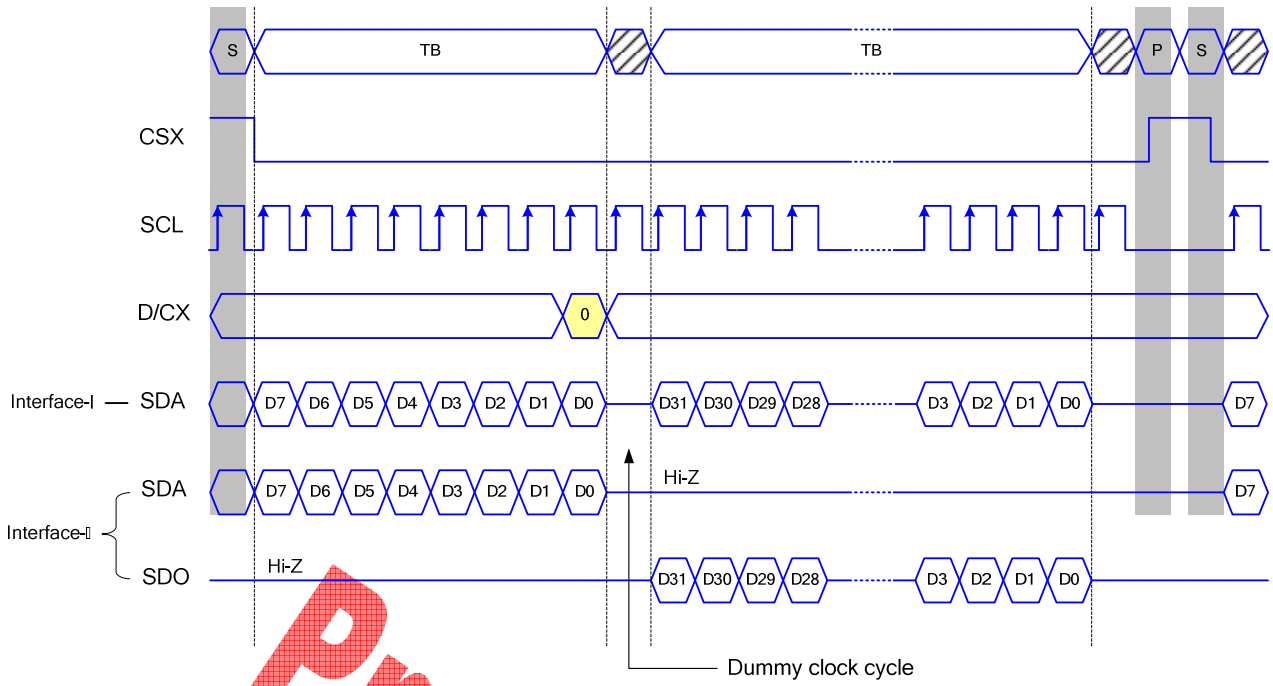 S TB TB P S
CSX
SCL
D/CX 0
Interface-I SDA D7 D6 D5 D4 D3 D2 D1 D0 D31 D30 D29 D28 D3 D2 D1 D0 D7
SDA D7 D6 D5 D4 D3 D2 D1 D0 Hi-Z D7
Interface-▯
SDO Hi-Z D31 D30 D29 D28 D3 D2 D1 D0
Dummy clock cycle